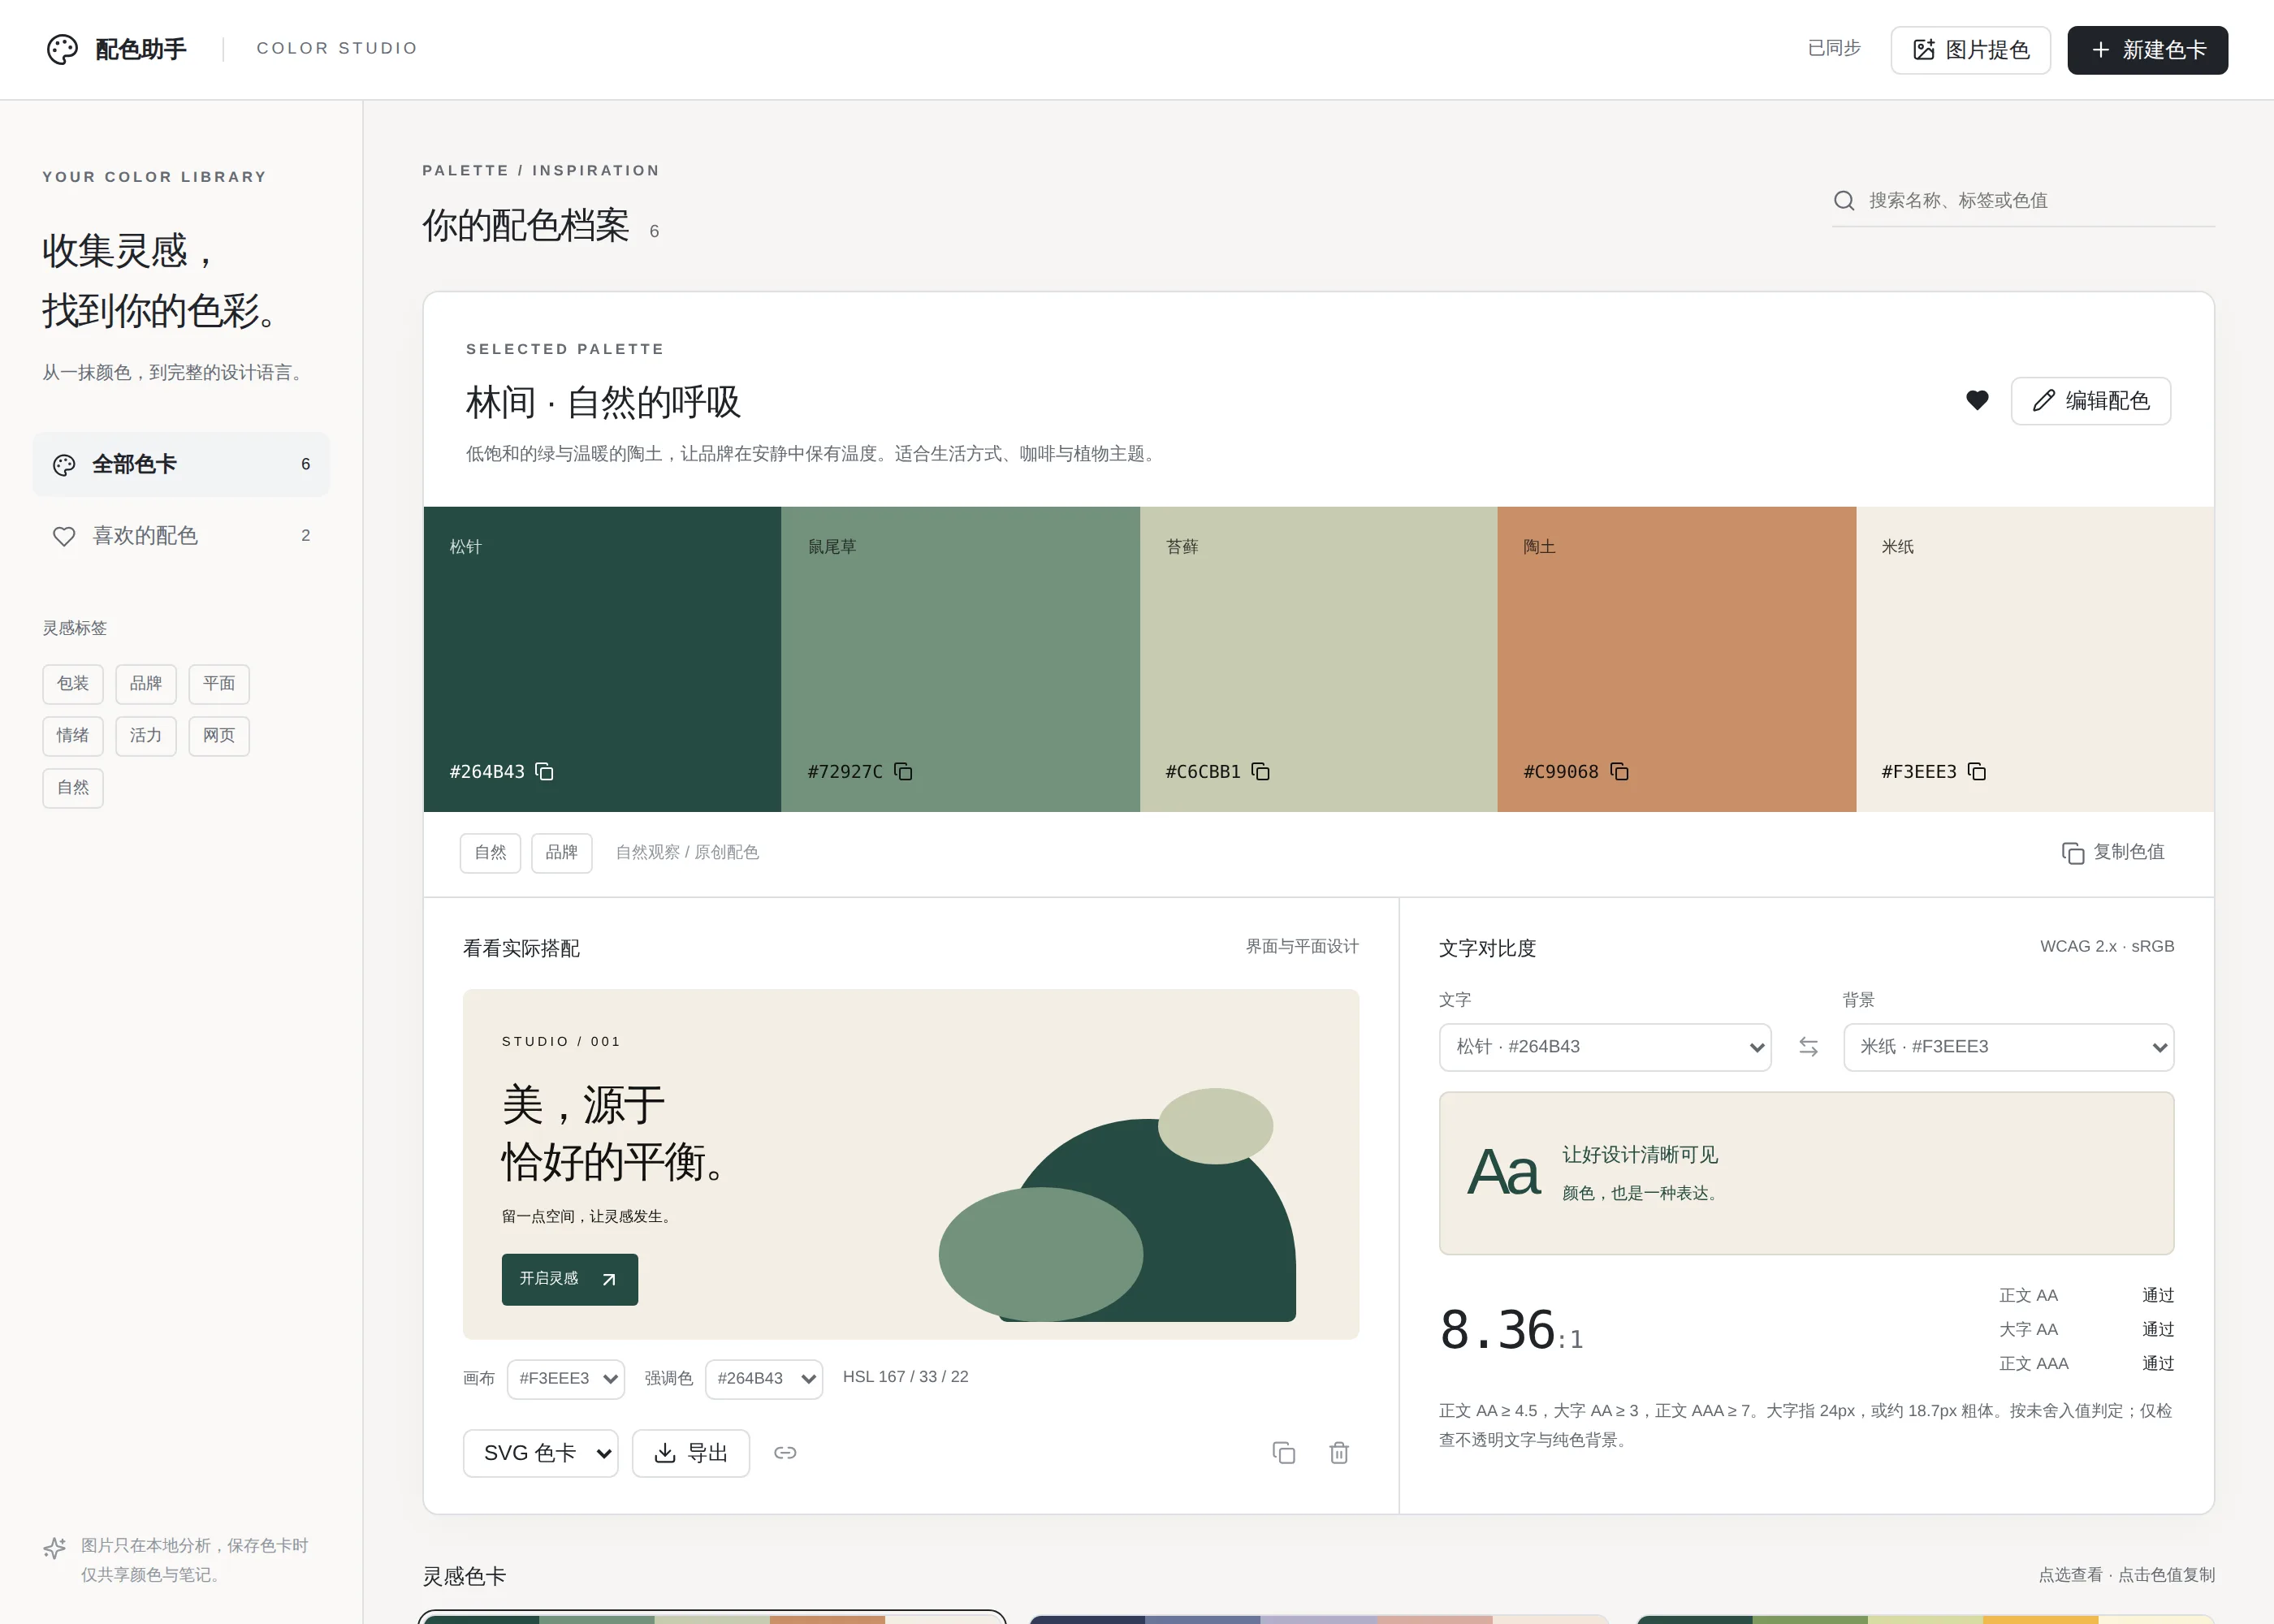 配色助手
COLOR STUDIO
已同步
图片提色
新建色卡
YOUR COLOR LIBRARY
收集灵感，
找到你的色彩。
从一抹颜色，到完整的设计语言。
全部色卡 6
喜欢的配色 2
灵感标签
包装 品牌 平面
情绪 活力 网页
自然
图片只在本地分析，保存色卡时
仅共享颜色与笔记。
PALETTE / INSPIRATION
你的配色档案 6
搜索名称、标签或色值
SELECTED PALETTE
林间 · 自然的呼吸
编辑配色
低饱和的绿与温暖的陶土，让品牌在安静中保有温度。适合生活方式、咖啡与植物主题。
松针 鼠尾草 苔藓 陶土 米纸
#264B43 #72927C #C6CBB1 #C99068 #F3EEE3
自然 品牌 自然观察 / 原创配色
复制色值
看看实际搭配 界面与平面设计
STUDIO / 001
美，源于
恰好的平衡。
留一点空间，让灵感发生。
开启灵感
画布 #F3EEE3 强调色 #264B43 HSL 167 / 33 / 22
SVG 色卡 导出
文字对比度 WCAG 2.x · sRGB
文字 背景
松针 · #264B43 米纸 · #F3EEE3
Aa
让好设计清晰可见
颜色，也是一种表达。
8.36:1
正文 AA 通过
大字 AA 通过
正文 AAA 通过
正文 AA ≥ 4.5，大字 AA ≥ 3，正文 AAA ≥ 7。大字指 24px，或约 18.7px 粗体。按未舍入值判定；仅检
查不透明文字与纯色背景。
灵感色卡 点选查看 · 点击色值复制